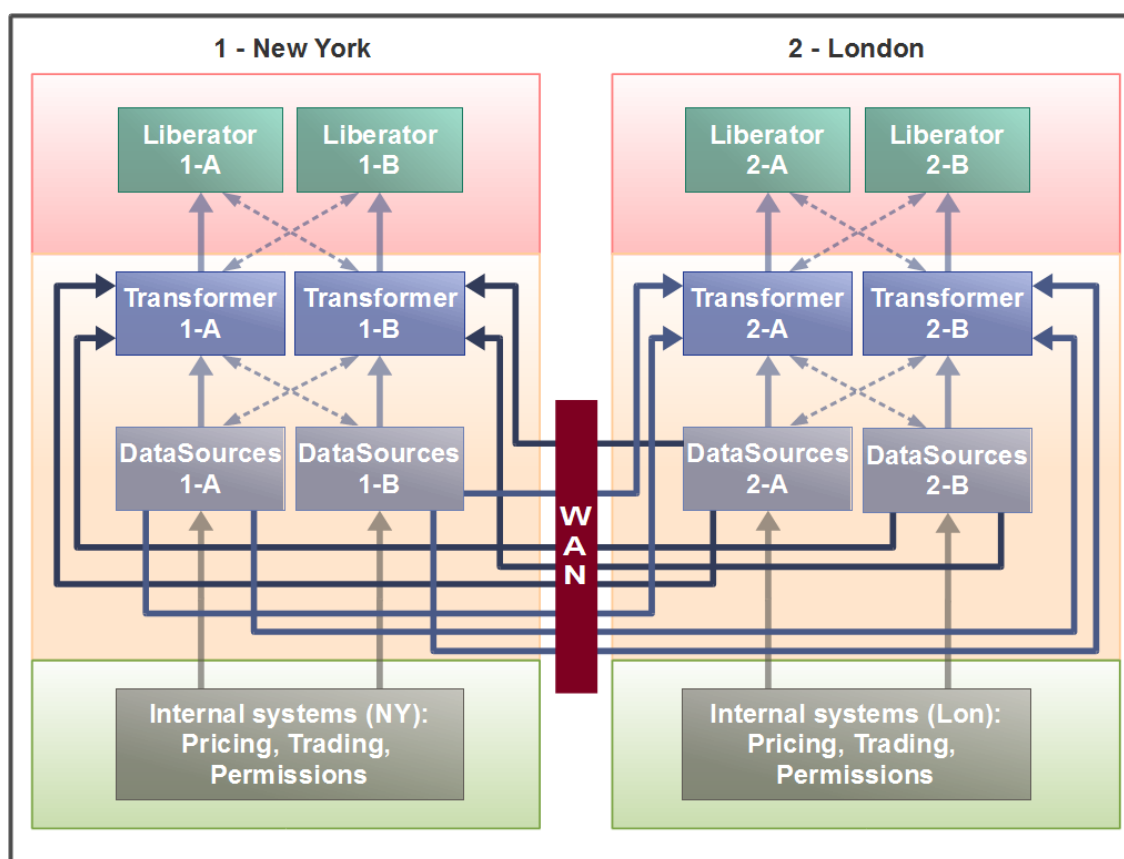 1 - New York
2 - London
Liberator
1-A
Liberator
1-B
Liberator
2-A
Liberator
2-B
Transformer
1-A
Transformer
1-B
Transformer
2-A
Transformer
2-B
DataSources
1-A
DataSources
1-B
DataSources
2-A
DataSources
2-B
W
A
N
Internal systems (NY):
Pricing, Trading,
Permissions
Internal systems (Lon):
Pricing, Trading,
Permissions